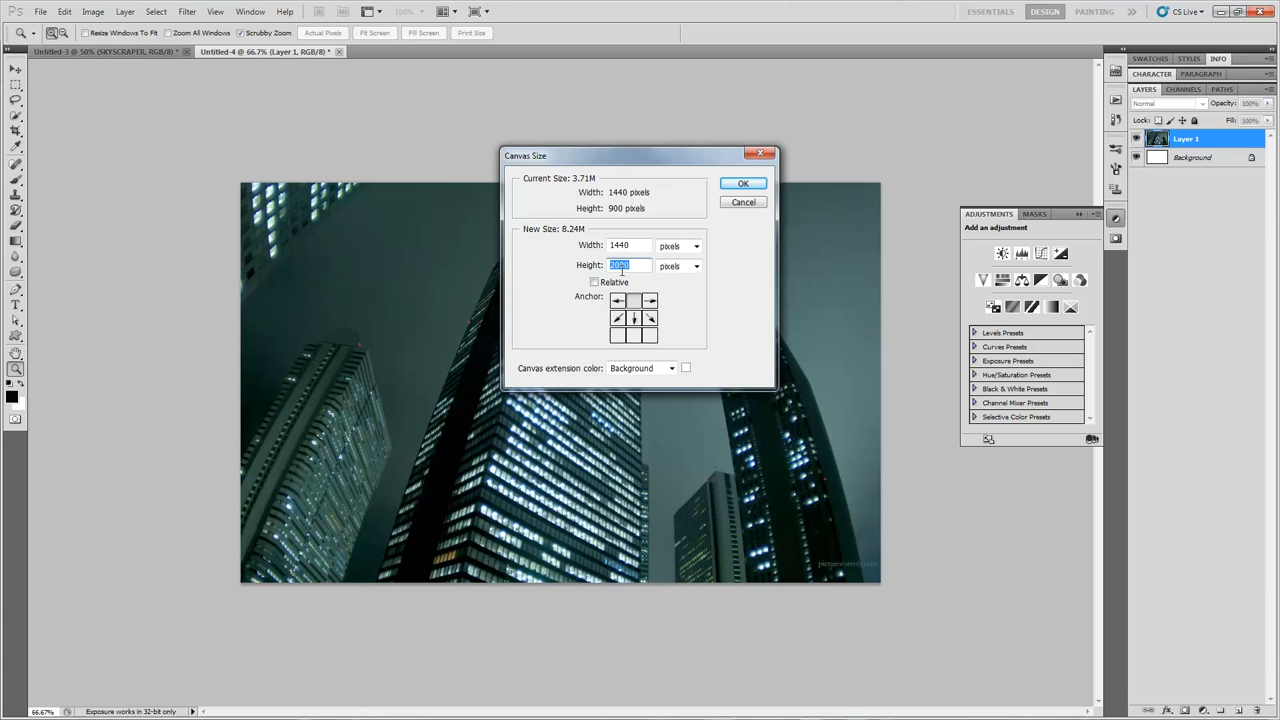 Ps File Edit Image Layer Select Filter Analysis 3D View Window Help 100% ESSENTIALS DESIGN PAINTING CS Live
Resize Windows To Fit Zoom All Windows Scrubby Zoom Actual Pixels Fit Screen Fill Screen Print Size
Untitled-3 @ 50% (SKYSCRAPER, RGB/8) * Untitled-4 @ 66.7% (Layer 1, RGB/8) *
SWATCHES STYLES INFO
CHARACTER PARAGRAPH
LAYERS CHANNELS PATHS
Normal Opacity: 100%
Lock: Fill: 100%
Layer 1
Background
Canvas Size
Current Size: 3.71M
Width: 1440 pixels
Height: 900 pixels
OK
Cancel
New Size: 8.24M
Width: 1440 pixels
Height: 2000 pixels
Relative
Anchor:
Canvas extension color: Background
ADJUSTMENTS MASKS
Add an adjustment
Levels Presets
Curves Presets
Exposure Presets
Hue/Saturation Presets
Black & White Presets
Channel Mixer Presets
Selective Color Presets
66.67% Exposure works in 32-bit only